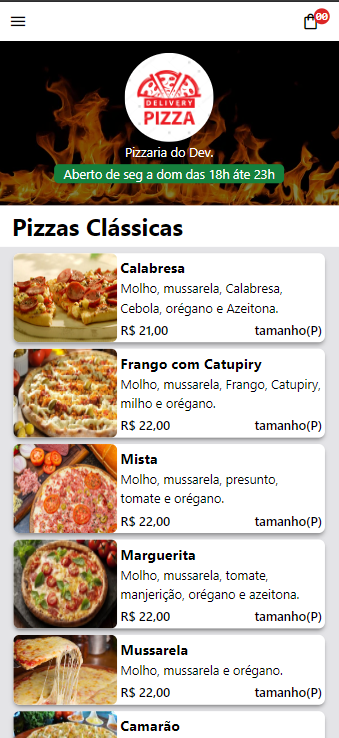 00
DELIVERY
PIZZA
Pizzaria do Dev.
Aberto de seg a dom das 18h áte 23h
Pizzas Clássicas
Calabresa
Molho, mussarela, Calabresa,
Cebola, orégano e Azeitona.
R$ 21,00 tamanho(P)
Frango com Catupiry
Molho, mussarela, Frango, Catupiry,
milho e orégano.
R$ 22,00 tamanho(P)
Mista
Molho, mussarela, presunto,
tomate e orégano.
R$ 22,00 tamanho(P)
Marguerita
Molho, mussarela, tomate,
manjerição, orégano e azeitona.
R$ 22,00 tamanho(P)
Mussarela
Molho, mussarela e orégano.
R$ 22,00 tamanho(P)
Camarão